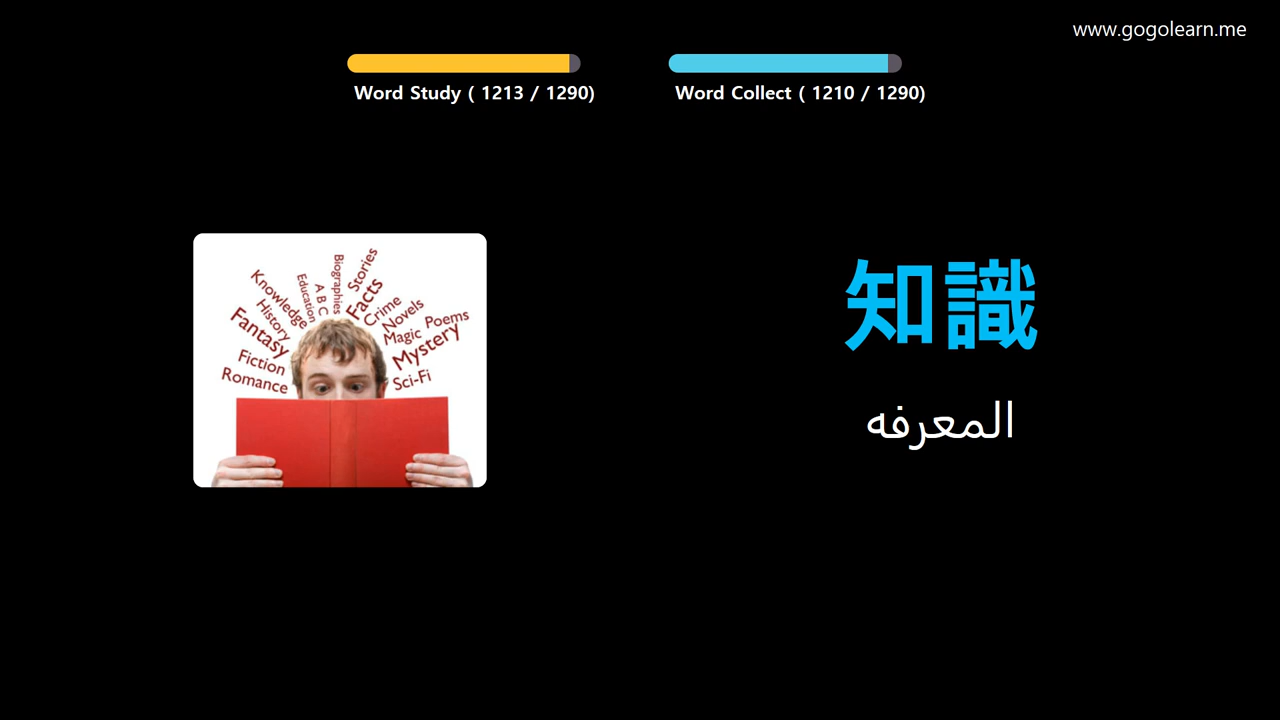 www.gogolearn.me
Word Study ( 1213 / 1290)
Word Collect ( 1210 / 1290)
Knowledge
History
Fantasy
Fiction
Romance
Education
A B C
Biographies
Stories
Facts
Crime
Novels
Magic
Poems
Mystery
Sci-Fi
知識
المعرفه